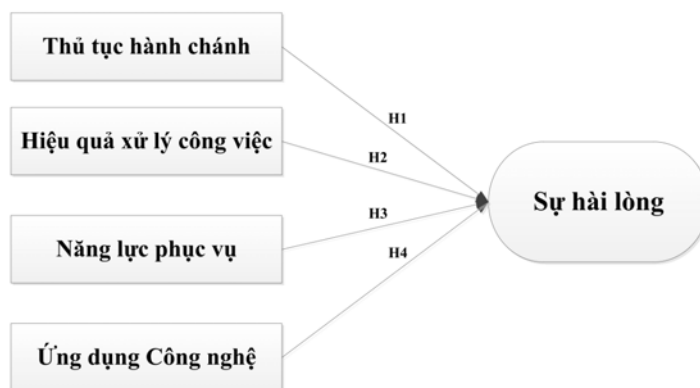 Thủ tục hành chánh
H1
Hiệu quả xử lý công việc
H2
Sự hài lòng
H3
Năng lực phục vụ
H4
Ứng dụng Công nghệ